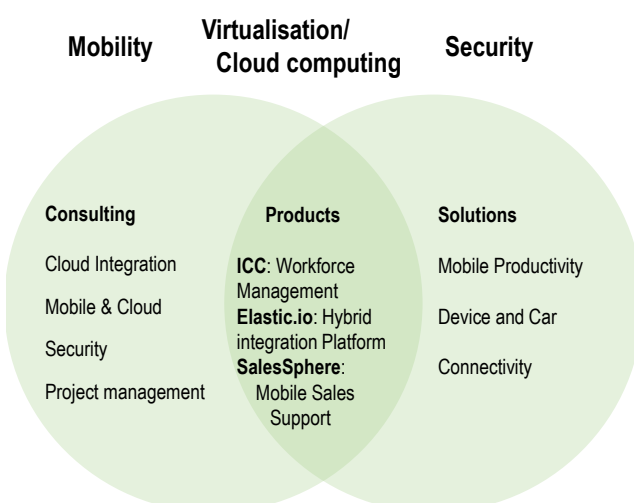 Mobility
Virtualisation/
Cloud computing
Security
Consulting
Cloud Integration
Mobile & Cloud
Security
Project management
Products
ICC: Workforce
Management
Elastic.io: Hybrid
integration Platform
SalesSphere:
Mobile Sales
Support
Solutions
Mobile Productivity
Device and Car
Connectivity